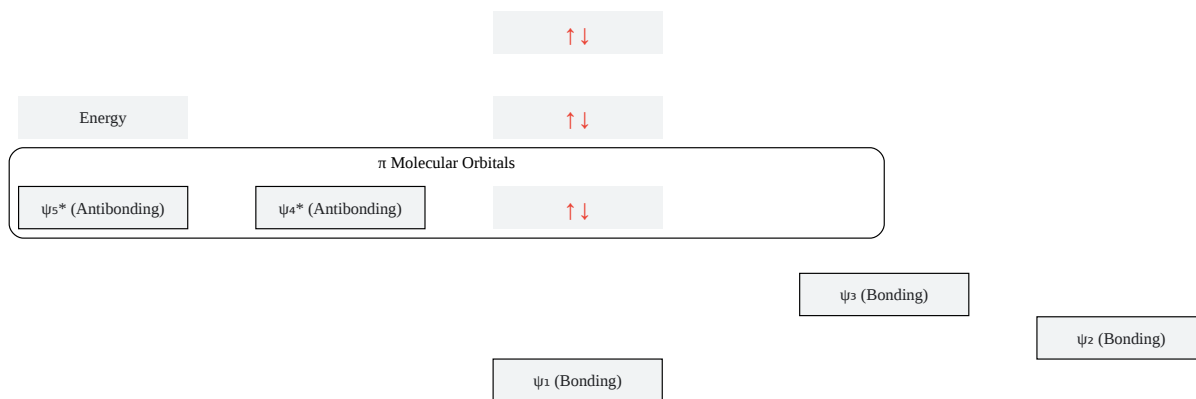 ↑↓
Energy
↑↓
π Molecular Orbitals
ψ₅* (Antibonding)
ψ₄* (Antibonding)
↑↓
ψ₃ (Bonding)
ψ₂ (Bonding)
ψ₁ (Bonding)